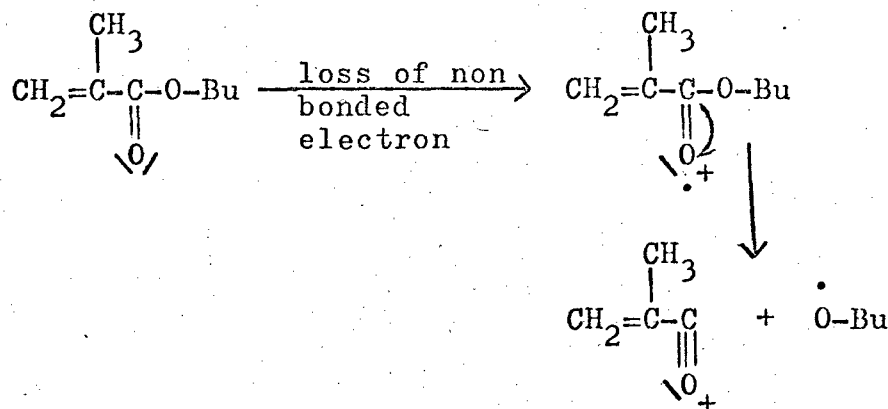 CH3 CH3
CH2=C-C-O-Bu loss of non bonded electron CH2=C-C-O-Bu
O O +
CH3
CH2=C-C + O-Bu
O +